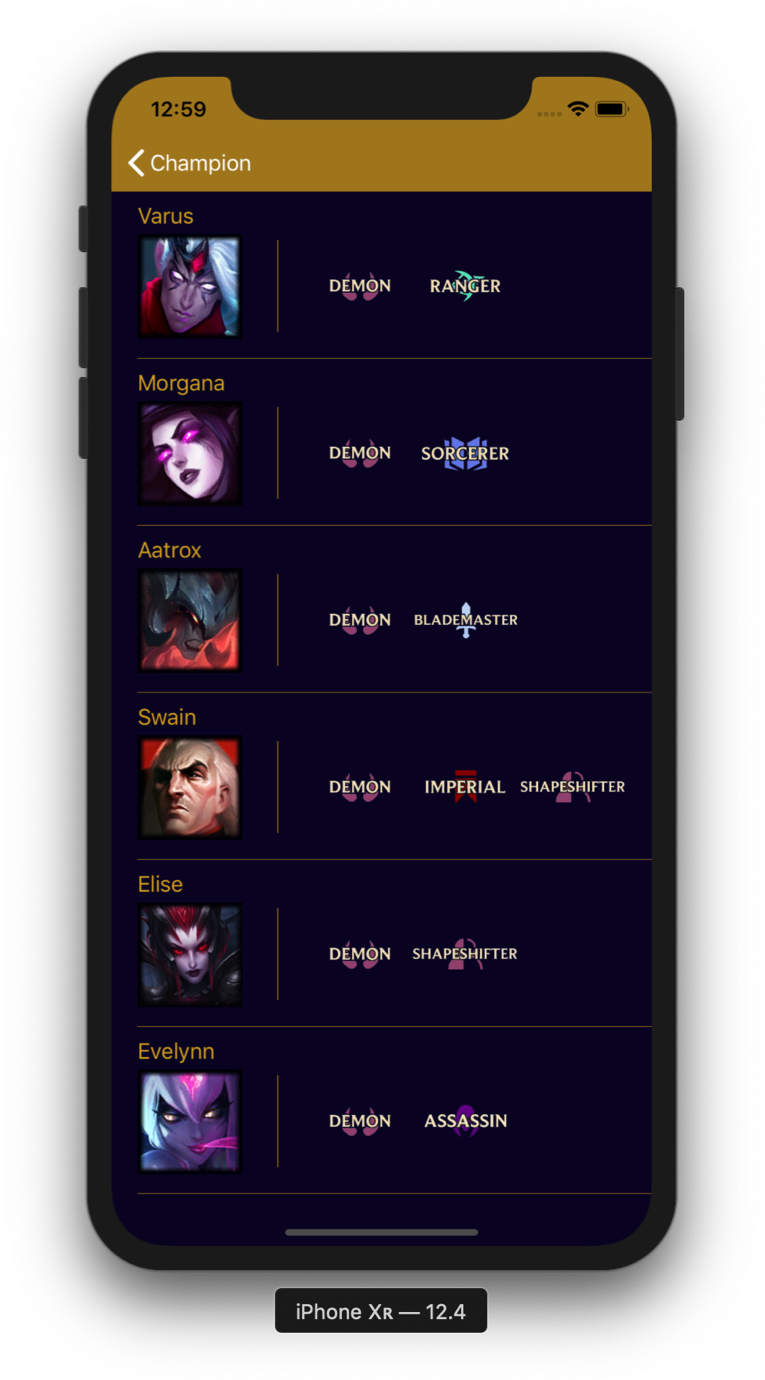 12:59
Champion
Varus
DEMON RANGER
Morgana
DEMON SORCERER
Aatrox
DEMON BLADEMASTER
Swain
DEMON IMPERIAL SHAPESHIFTER
Elise
DEMON SHAPESHIFTER
Evelynn
DEMON ASSASSIN
iPhone Xʀ — 12.4